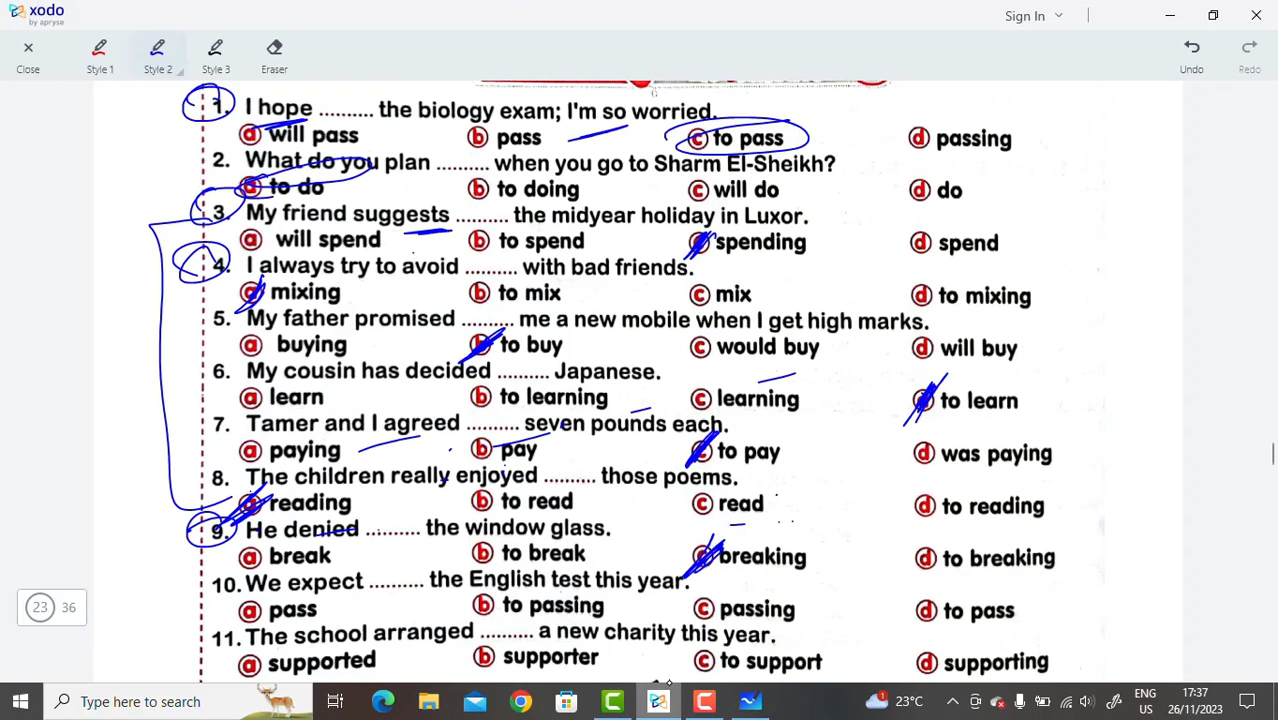 xodo
by apryse
Sign In
Close
Style 1
Style 2
Style 3
Eraser
Undo
Redo
1. I hope .......... the biology exam; I'm so worried.
a will pass b pass c to pass d passing
2. What do you plan .......... when you go to Sharm El-Sheikh?
a to do b to doing c will do d do
3. My friend suggests .......... the midyear holiday in Luxor.
a will spend b to spend c spending d spend
4. I always try to avoid .......... with bad friends.
a mixing b to mix c mix d to mixing
5. My father promised .......... me a new mobile when I get high marks.
a buying b to buy c would buy d will buy
6. My cousin has decided .......... Japanese.
a learn b to learning c learning d to learn
7. Tamer and I agreed .......... seven pounds each.
a paying b pay c to pay d was paying
8. The children really enjoyed .......... those poems.
a reading b to read c read d to reading
9. He denied .......... the window glass.
a break b to break c breaking d to breaking
10. We expect .......... the English test this year.
a pass b to passing c passing d to pass
11. The school arranged .......... a new charity this year.
a supported b supporter c to support d supporting
23 36
Type here to search
1
23°C
ENG
17:37
26/11/2023